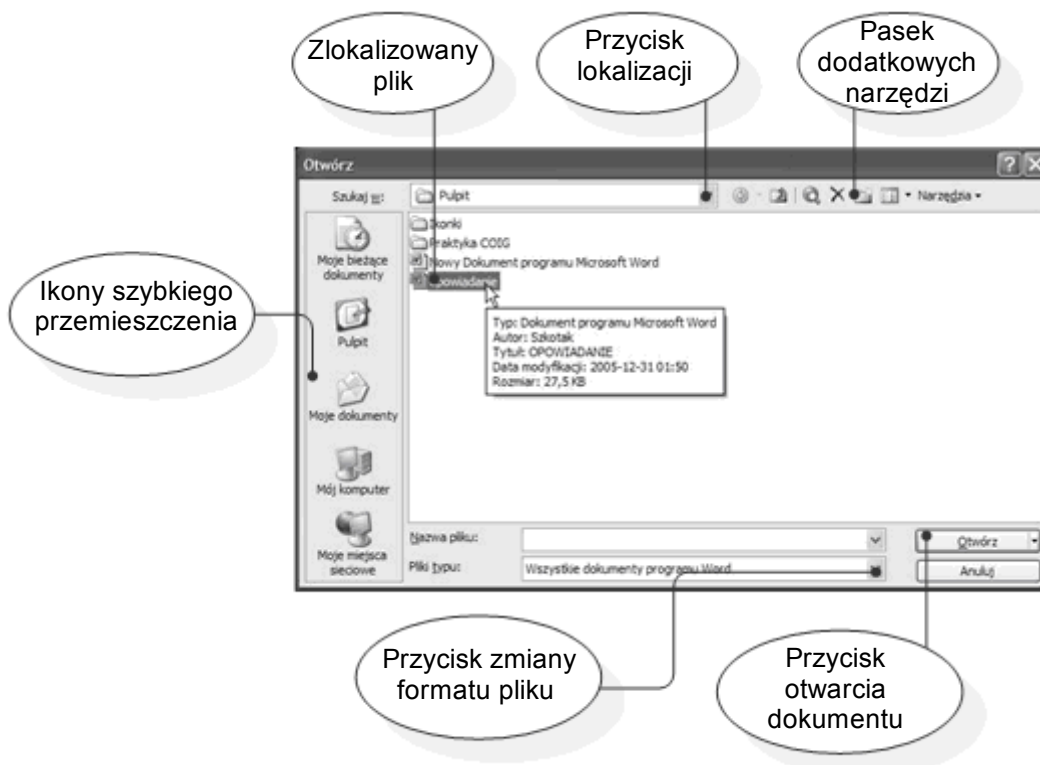 Zlokalizowany
plik
Przycisk
lokalizacji
Pasek
dodatkowych
narzędzi
Otwórz
Szukaj w:
Pulpit
Narzędzia
Ikonki
Praktyka COIG
Nowy Dokument programu Microsoft Word
Opowiadanie
Typ: Dokument programu Microsoft Word
Autor: Szkotak
Tytuł: OPOWIADANIE
Data modyfikacji: 2005-12-31 01:50
Rozmiar: 27,5 KB
Moje bieżące
dokumenty
Pulpit
Moje dokumenty
Mój komputer
Moje miejsca
sieciowe
Ikony szybkiego
przemieszczenia
Nazwa pliku:
Otwórz
Pliki typu:
Wszystkie dokumenty programu Word
Anuluj
Przycisk zmiany
formatu pliku
Przycisk
otwarcia
dokumentu